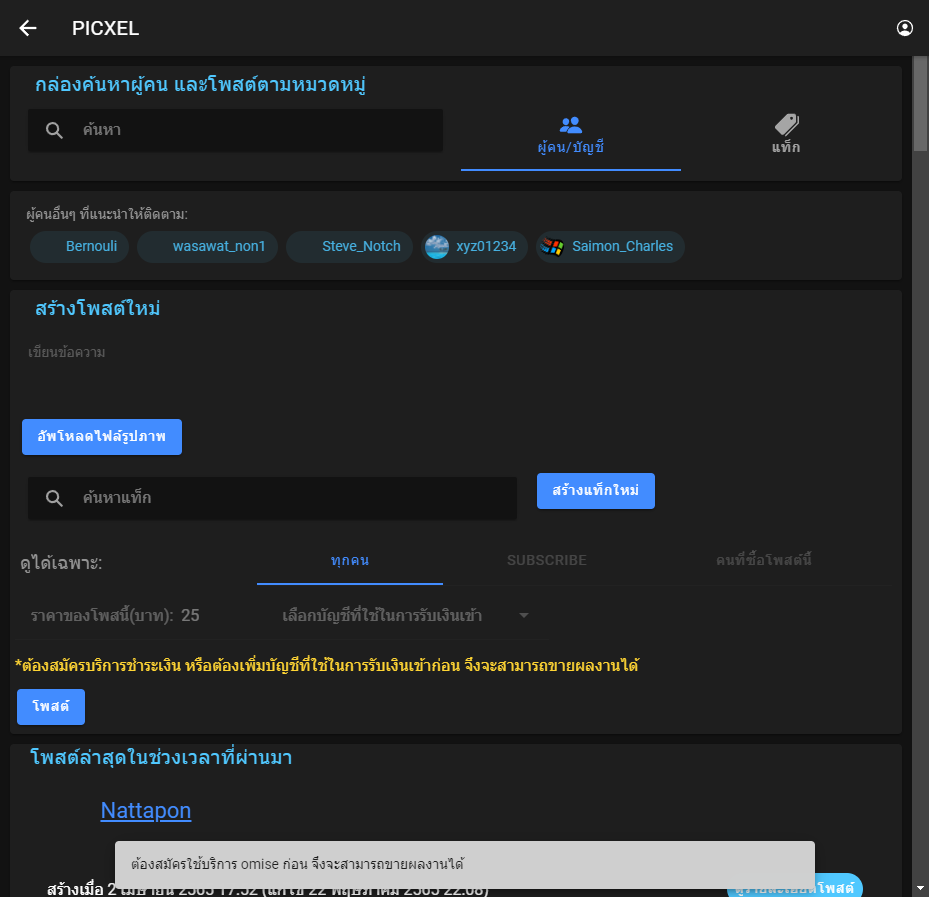 PICXEL
กล่องค้นหาผู้คน และโพสต์ตามหมวดหมู่
ค้นหา
ผู้คน/บัญชี
แท็ก
ผู้คนอื่นๆ ที่แนะนำให้ติดตาม:
Bernouli wasawat_non1 Steve_Notch xyz01234 Saimon_Charles
สร้างโพสต์ใหม่
เขียนข้อความ
อัพโหลดไฟล์รูปภาพ
ค้นหาแท็ก
สร้างแท็กใหม่
ดูได้เฉพาะ: ทุกคน SUBSCRIBE คนที่ซื้อโพสต์นี้
ราคาของโพสนี้(บาท): 25 เลือกบัญชีที่ใช้ในการรับเงินเข้า
*ต้องสมัครบริการชำระเงิน หรือต้องเพิ่มบัญชีที่ใช้ในการรับเงินเข้าก่อน จึงจะสามารถขายผลงานได้
โพสต์
โพสต์ล่าสุดในช่วงเวลาที่ผ่านมา
Nattapon
ต้องสมัครใช้บริการ omise ก่อน จึงจะสามารถขายผลงานได้
สร้างเมื่อ 2